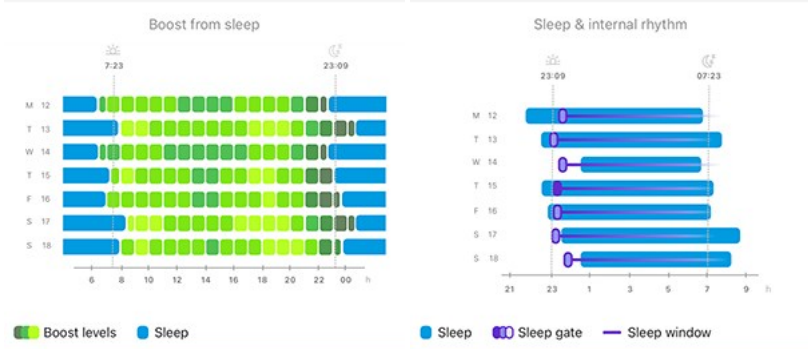 Boost from sleep
7:23 23:09
M 12
T 13
W 14
T 15
F 16
S 17
S 18
6 8 10 12 14 16 18 20 22 00 h
Boost levels Sleep
Sleep & internal rhythm
23:09 07:23
M 12
T 13
W 14
T 15
F 16
S 17
S 18
21 23 1 3 5 7 9 h
Sleep Sleep gate Sleep window